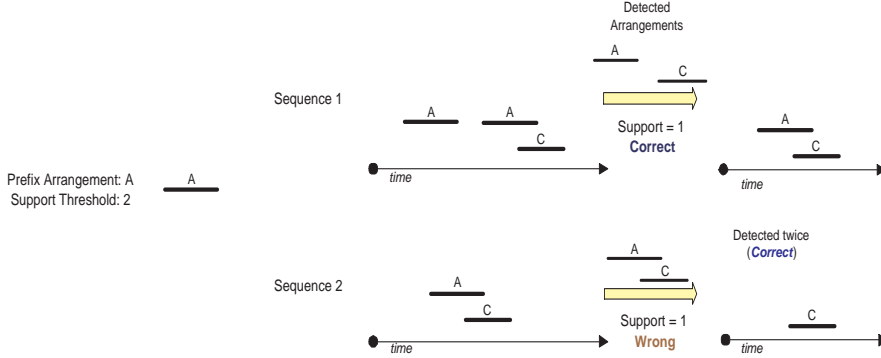 Detected
Arrangements
A
C
Sequence 1
A A
C
Support = 1
Correct
A
C
time
time
Prefix Arrangement: A
Support Threshold: 2
A
Detected twice
(Correct)
A
C
Sequence 2
A
C
Support = 1
Wrong
C
time
time